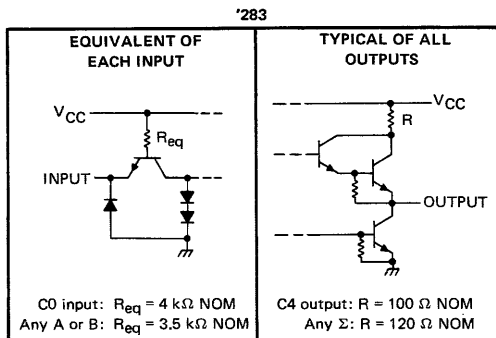 '283
EQUIVALENT OF
EACH INPUT
VCC
Req
INPUT
C0 input: Req = 4 kΩ NOM
Any A or B: Req = 3.5 kΩ NOM
TYPICAL OF ALL
OUTPUTS
VCC
R
OUTPUT
C4 output: R = 100 Ω NOM
Any Σ: R = 120 Ω NOM